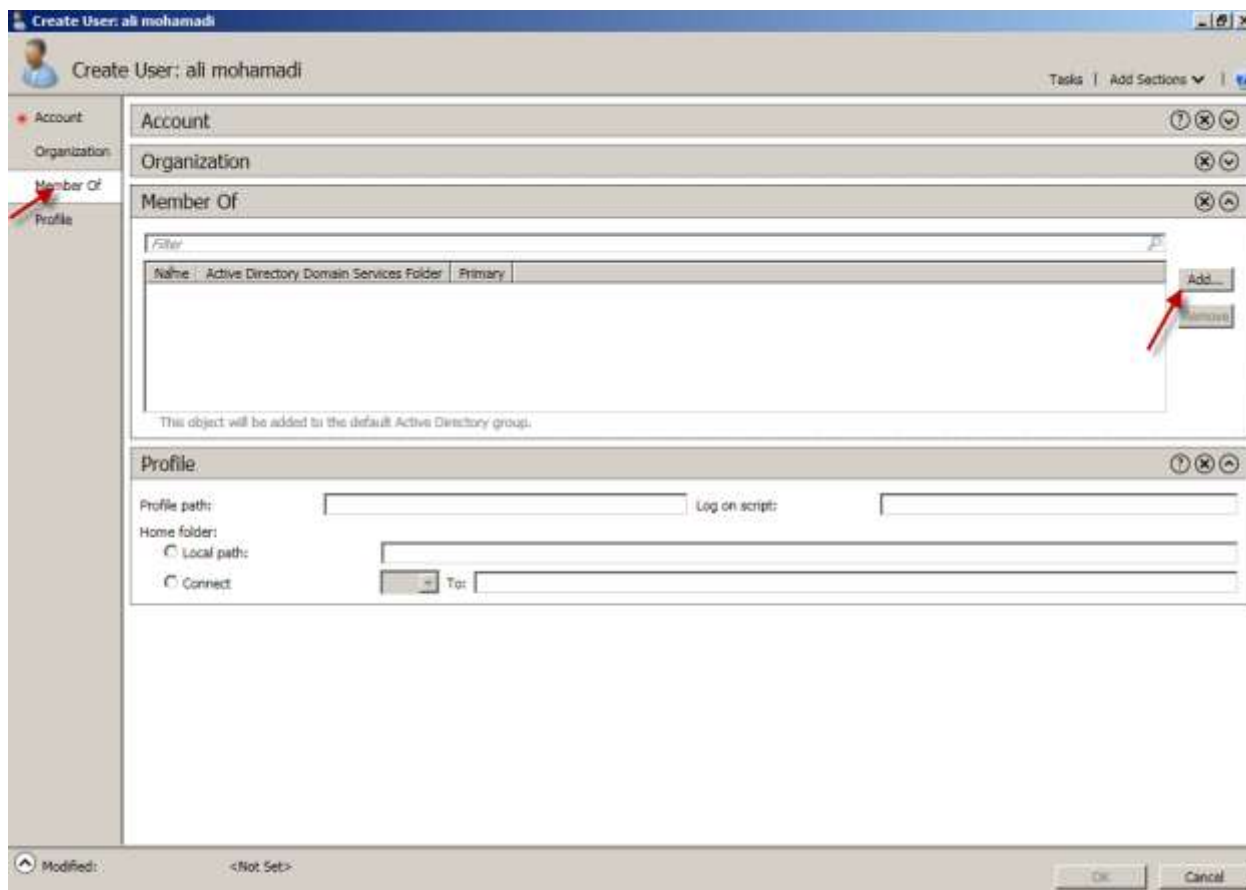 Create User: ali mohamadi
Create User: ali mohamadi
Tasks | Add Sections |
Account
Organization
Member Of
Profile
Account
Organization
Member Of
Filter
Name Active Directory Domain Services Folder Primary
Add...
Remove
This object will be added to the default Active Directory group.
Profile
Profile path: Log on script:
Home folder:
Local path:
Connect To:
Modified: <Not Set>
OK Cancel